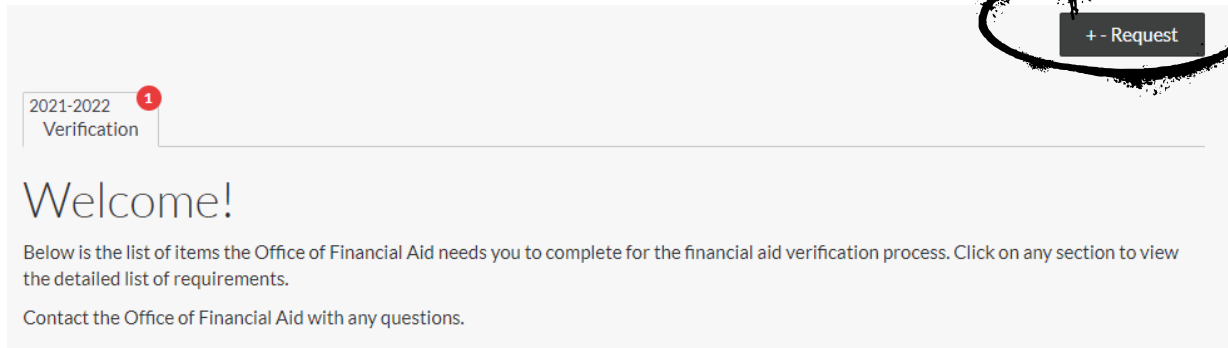 + - Request
2021-2022
1
Verification
Welcome!
Below is the list of items the Office of Financial Aid needs you to complete for the financial aid verification process. Click on any section to view
the detailed list of requirements.
Contact the Office of Financial Aid with any questions.